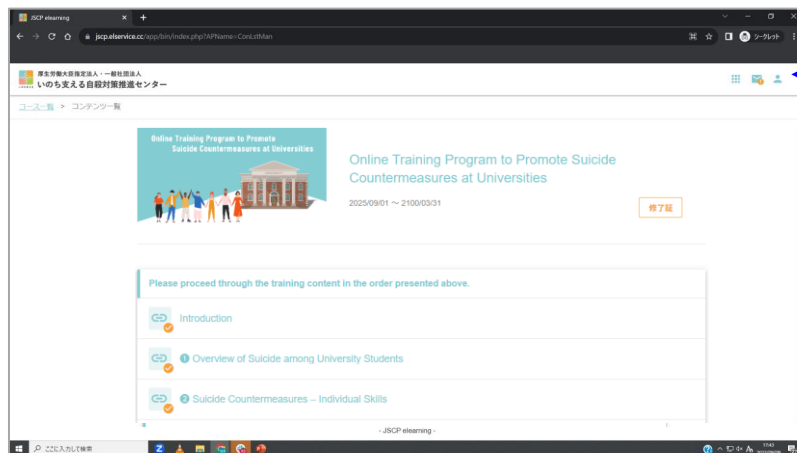 JSCP elearning
jscp.elservice.cc/app/bin/index.php?APName=ConLstMan
シークレット
厚生労働大臣指定法人・一般社団法人
いのち支える自殺対策推進センター
コース一覧 > コンテンツ一覧
Online Training Program to Promote
Suicide Countermeasures at Universities
Online Training Program to Promote Suicide
Countermeasures at Universities
2025/09/01 ～ 2100/03/31
修了証
Please proceed through the training content in the order presented above.
Introduction
❶ Overview of Suicide among University Students
❷ Suicide Countermeasures – Individual Skills
- JSCP elearning -
ここに入力して検索
17:43